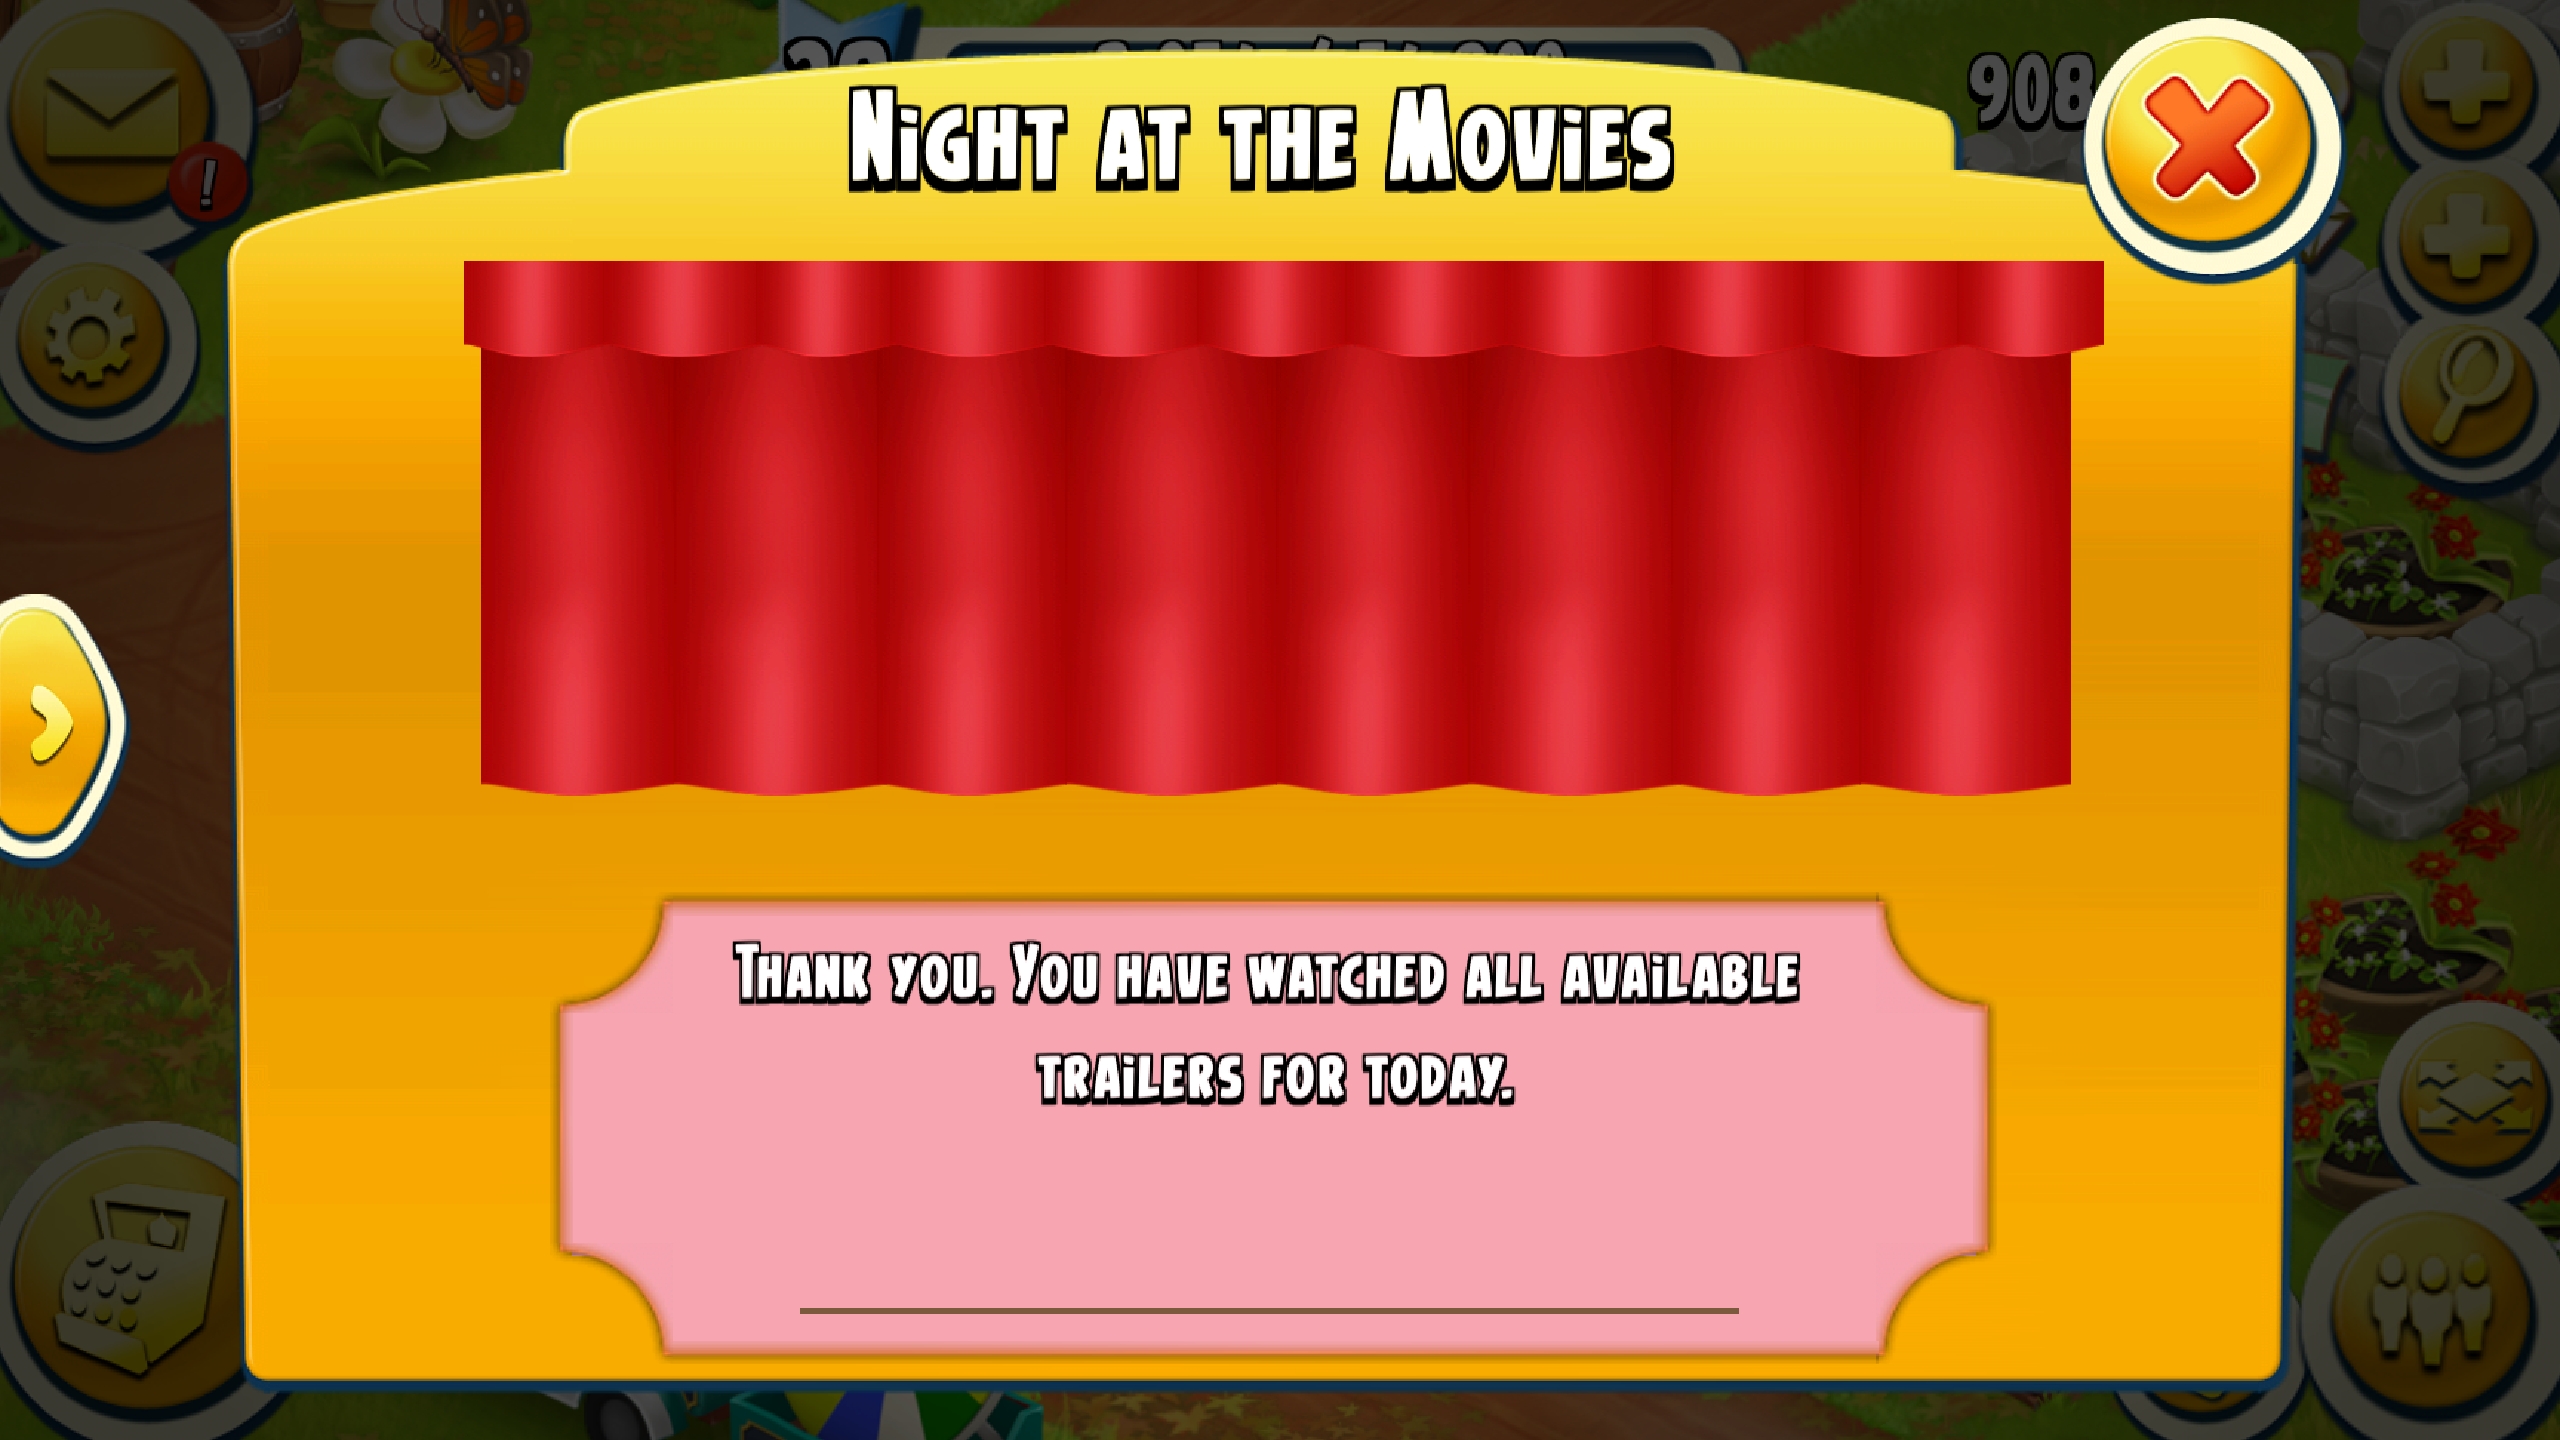 908
Night at the Movies
!
Thank you. You have watched all available
trailers for today.